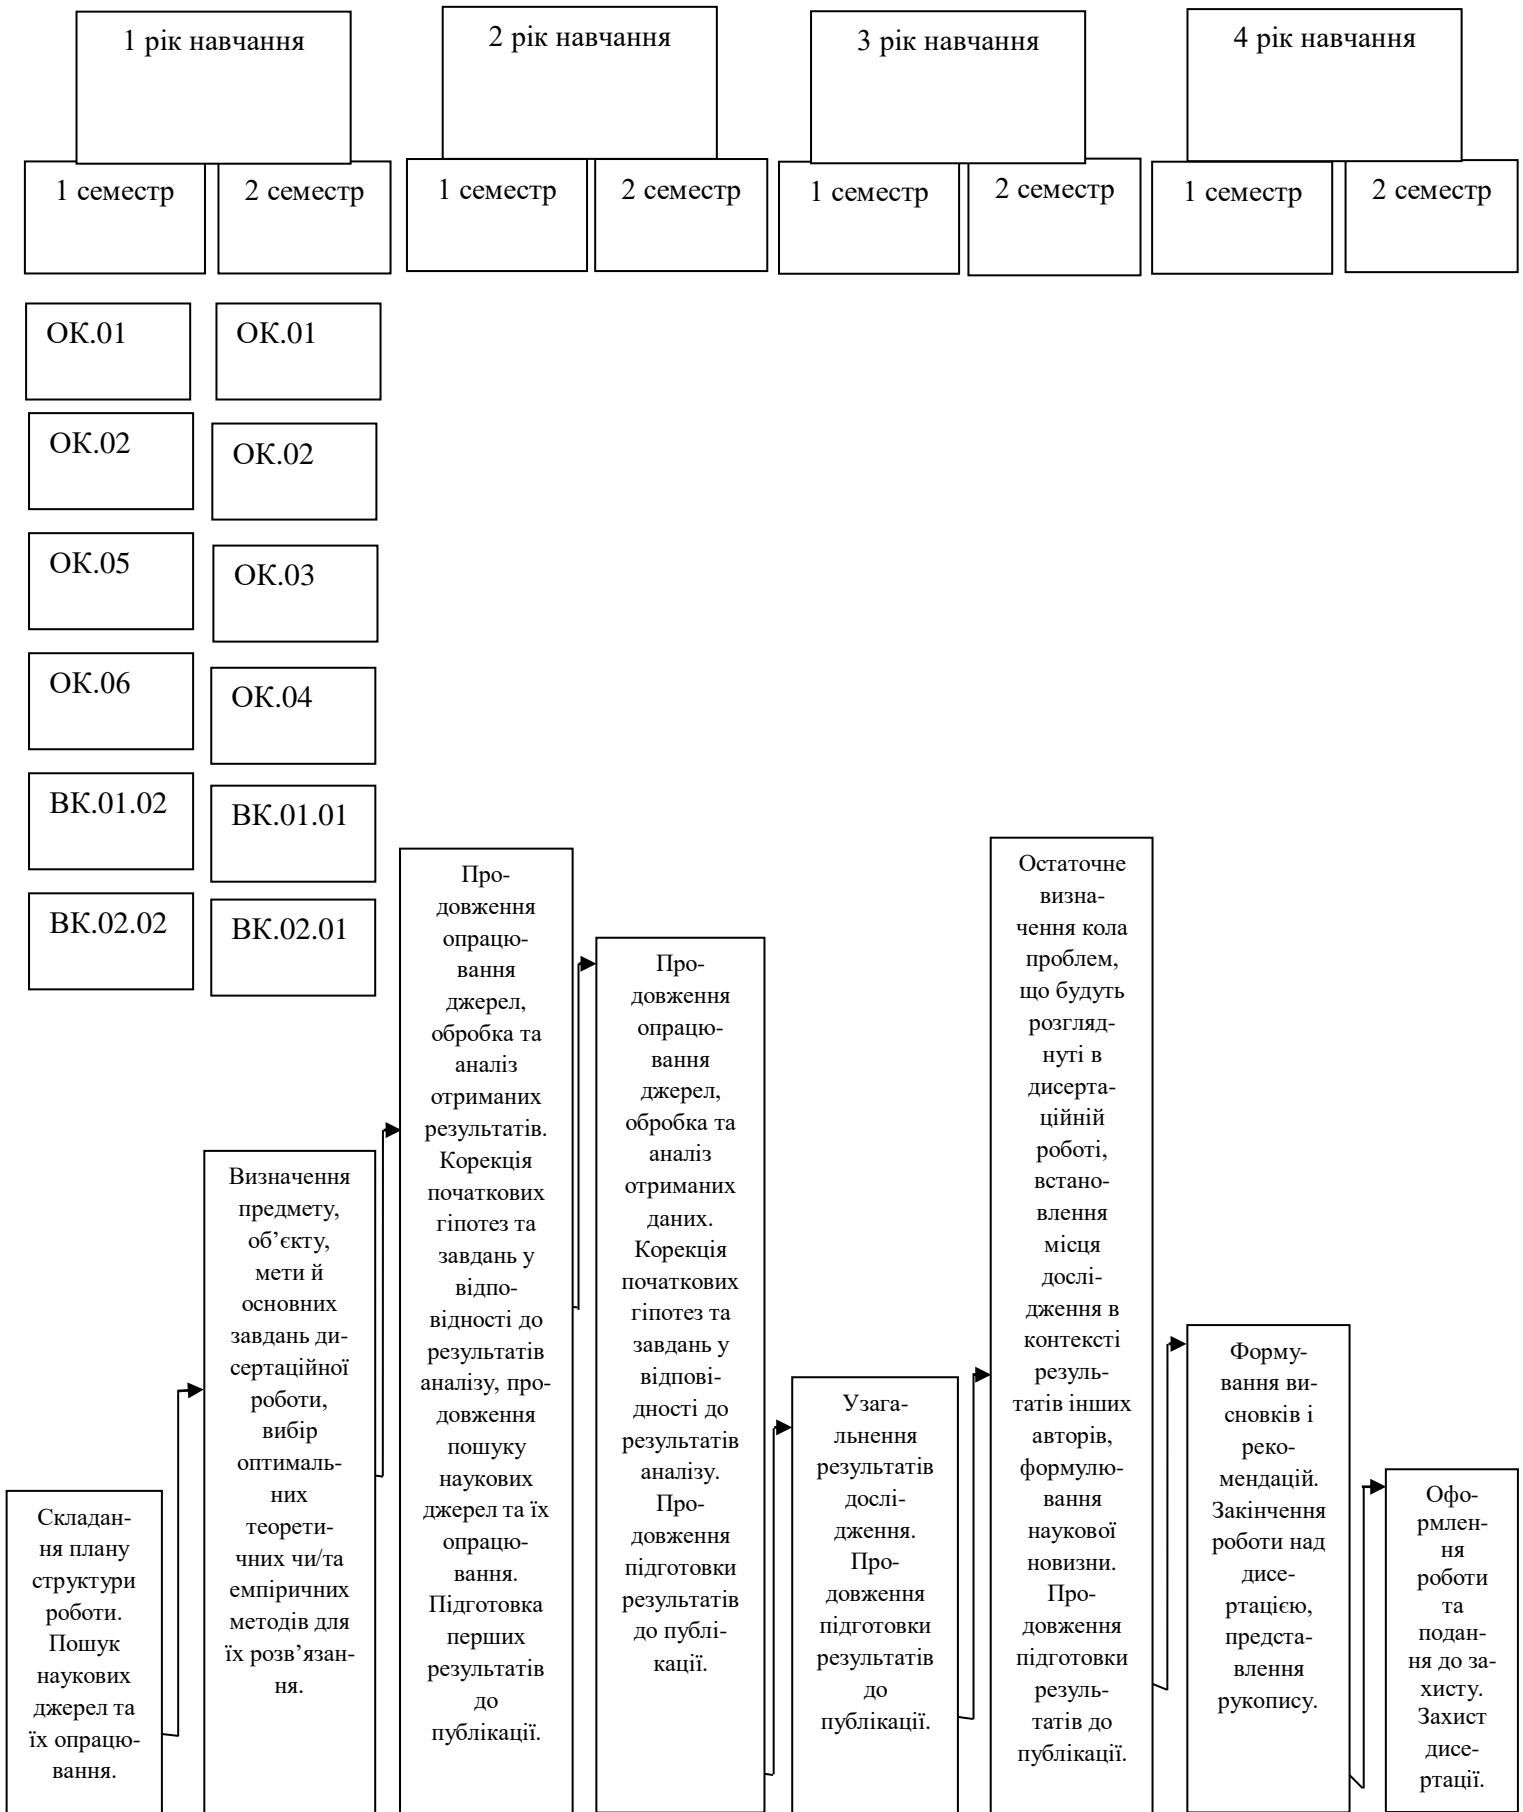 1 рік навчання
2 рік навчання
3 рік навчання
4 рік навчання
1 семестр
2 семестр
1 семестр
2 семестр
1 семестр
2 семестр
1 семестр
2 семестр
ОК.01
ОК.02
ОК.05
ОК.06
ВК.01.02
ВК.02.02
ОК.01
ОК.02
ОК.03
ОК.04
ВК.01.01
ВК.02.01
Складан-
ня плану
структури
роботи.
Пошук
наукових
джерел та
їх опрацю-
вання.
Визначення
предмету,
об’єкту,
мети й
основних
завдань ди-
сертаційної
роботи,
вибір
оптималь-
них
теорети-
чних чи/та
емпіричних
методів для
їх розв’язан-
ня.
Про-
довження
опрацю-
вання
джерел,
обробка та
аналіз
отриманих
результатів.
Корекція
початкових
гіпотез та
завдань у
відпо-
відності до
результатів
аналізу, про-
довження
пошуку
наукових
джерел та їх
опрацю-
вання.
Підготовка
перших
результатів
до
публікації.
Про-
довження
опрацю-
вання
джерел,
обробка та
аналіз
отриманих
даних.
Корекція
початкових
гіпотез та
завдань у
відпові-
дності до
результатів
аналізу.
Про-
довження
підготовки
результатів
до публі-
кації.
Узага-
льнення
результатів
дослі-
дження.
Про-
довження
підготовки
результатів
до
публікації.
Остаточне
визна-
чення кола
проблем,
що будуть
розгляд-
нуті в
дисерта-
ційній
роботі,
встано-
влення
місця
дослі-
дження в
контексті
резуль-
татів інших
авторів,
формулю-
вання
наукової
новизни.
Про-
довження
підготовки
резуль-
татів до
публікації.
Форму-
вання ви-
сновків і
реко-
мендацій.
Закінчення
роботи над
дисе-
ртацією,
предста-
влення
рукопису.
Офо-
рмлен-
ня
роботи
та
подан-
ня до за-
хисту.
Захист
дисе-
ртації.